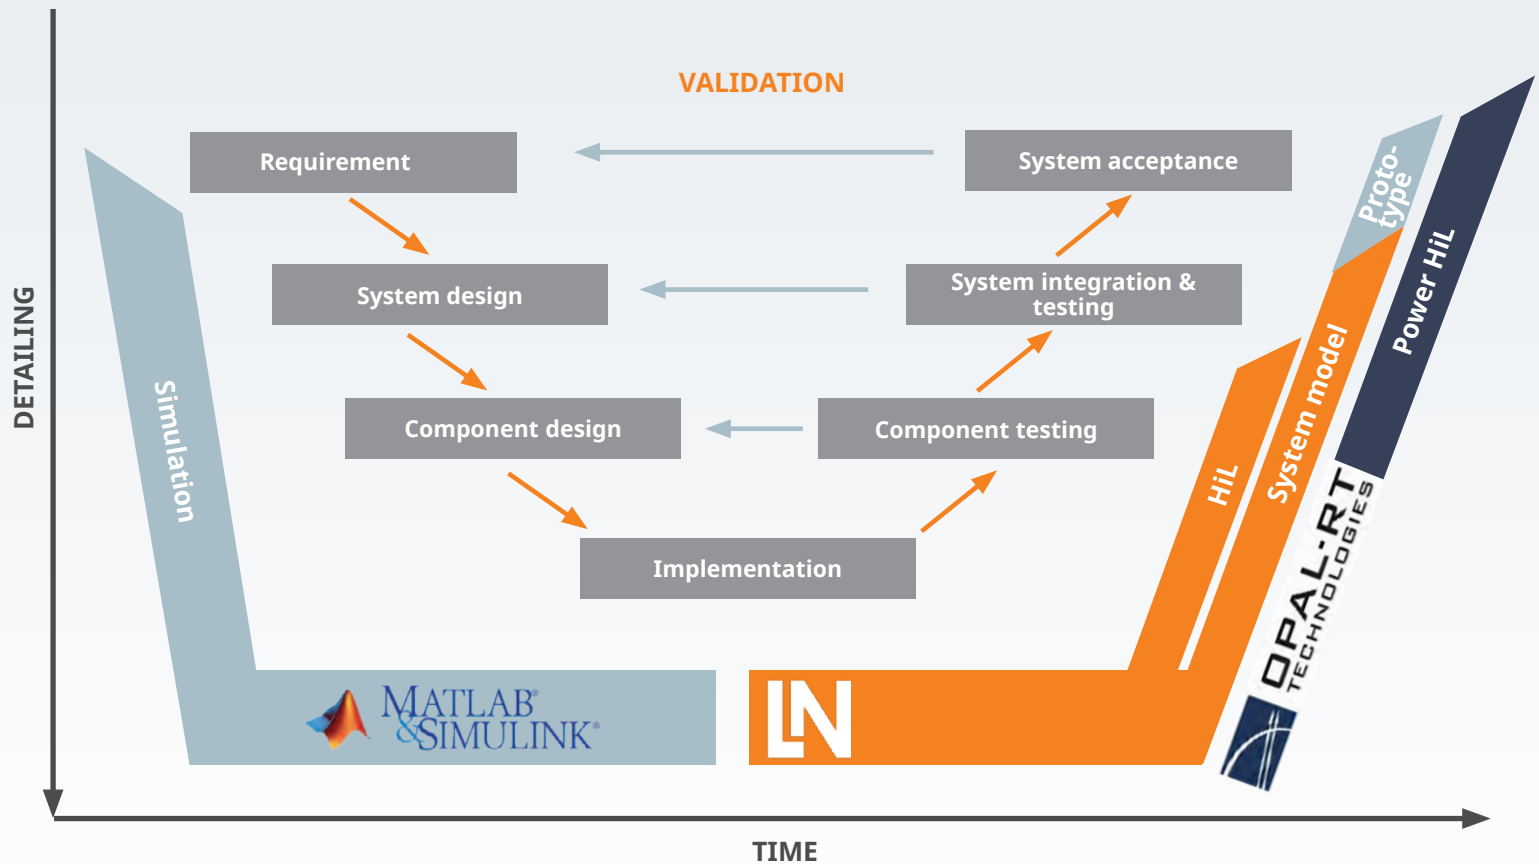 VALIDATION
Requirement
System acceptance
System design
System integration &
testing
Component design
Component testing
Implementation
DETAILING
Simulation
MATLAB®
&SIMULINK®
LN
HiL
System model
Proto-
type
Power HiL
OPAL-RT
TECHNOLOGIES
TIME